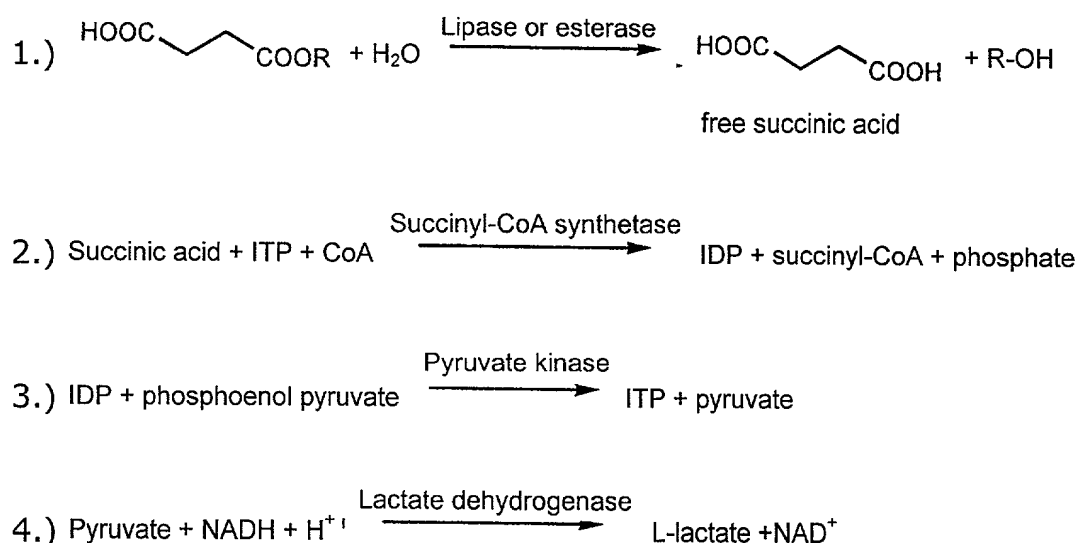 1.) HOOC COOR + H₂O Lipase or esterase HOOC COOH + R-OH
free succinic acid
2.) Succinic acid + ITP + CoA Succinyl-CoA synthetase IDP + succinyl-CoA + phosphate
3.) IDP + phosphoenol pyruvate Pyruvate kinase ITP + pyruvate
4.) Pyruvate + NADH + H⁺ Lactate dehydrogenase L-lactate +NAD⁺